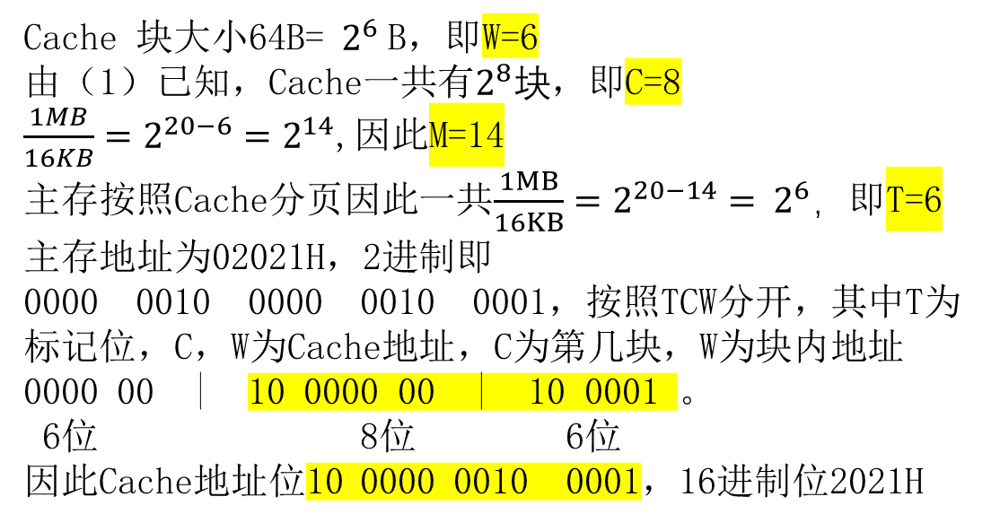 Cache 块大小64B= 2^6 B，即W=6
由（1）已知，Cache一共有2^8块，即C=8
1MB/16KB = 2^(20−6) = 2^14, 因此M=14
主存按照Cache分页因此一共1MB/16KB = 2^(20−14) = 2^6, 即T=6
主存地址为02021H，2进制即
0000 0010 0000 0010 0001，按照TCW分开，其中T为
标记位，C，W为Cache地址，C为第几块，W为块内地址
0000 00 | 10 0000 00 | 10 0001 。
6位 8位 6位
因此Cache地址位10 0000 0010 0001，16进制位2021H